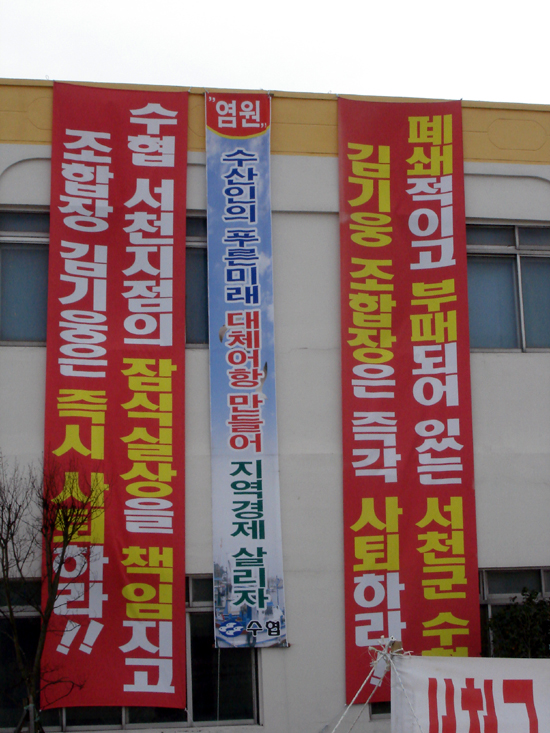 수협 서천지점의 잠식실상을 책임지고
조합장 김기웅은 즉시 사퇴하라!!
"염원"
수산인의 푸른미래 대체어항 만들어 지역경제 살리자
수협
폐쇄적이고 부패되어 있는 서천군 수협
김기웅 조합장은 즉각 사퇴하라